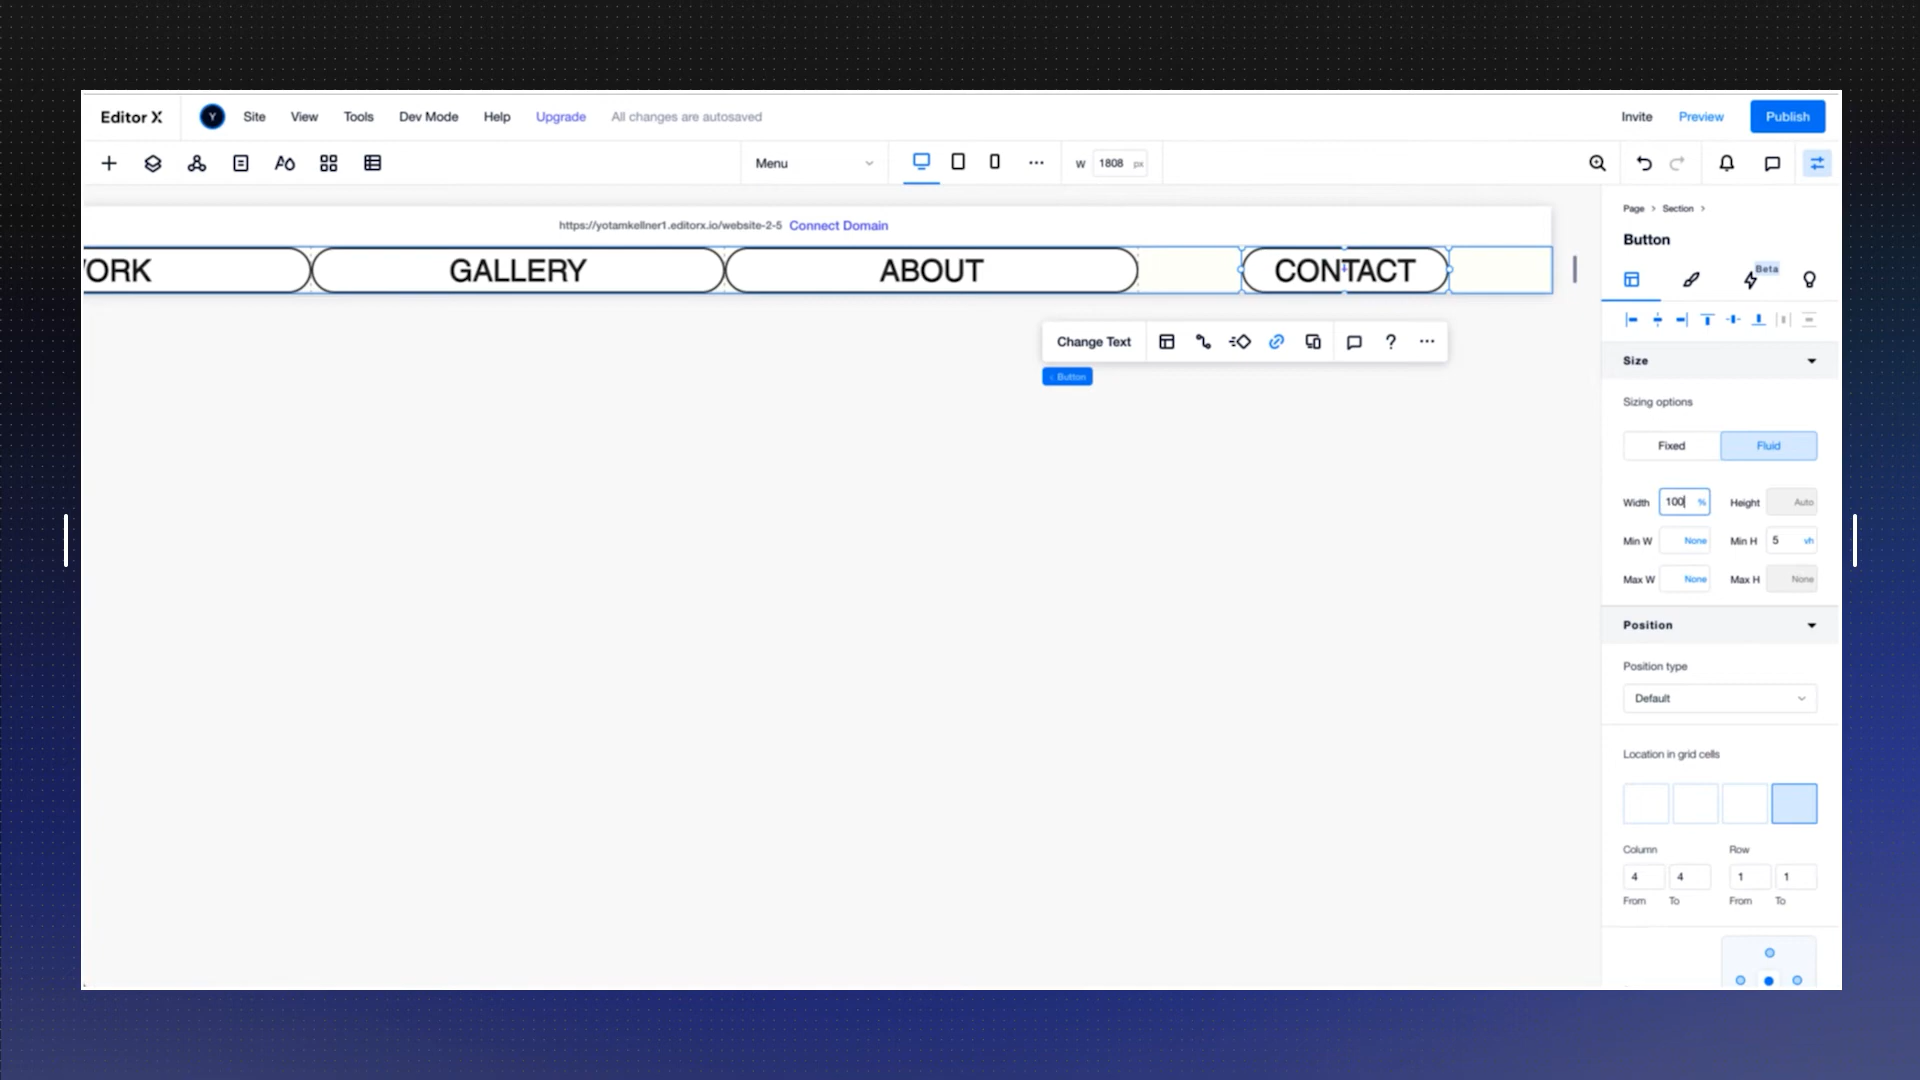 Editor X
Y
Site
View
Tools
Dev Mode
Help
Upgrade
All changes are autosaved
Invite
Preview
Publish
Menu
W 1808 px
https://yotamkellner1.editorx.io/website-2-5 Connect Domain
ORK
GALLERY
ABOUT
CONTACT
Change Text
?
‹ Button
Page > Section >
Button
Beta
Size
Sizing options
Fixed
Fluid
Width 100 % Height Auto
Min W None Min H 5 vh
Max W None Max H None
Position
Position type
Default
Location in grid cells
Column Row
4 4 1 1
From To From To